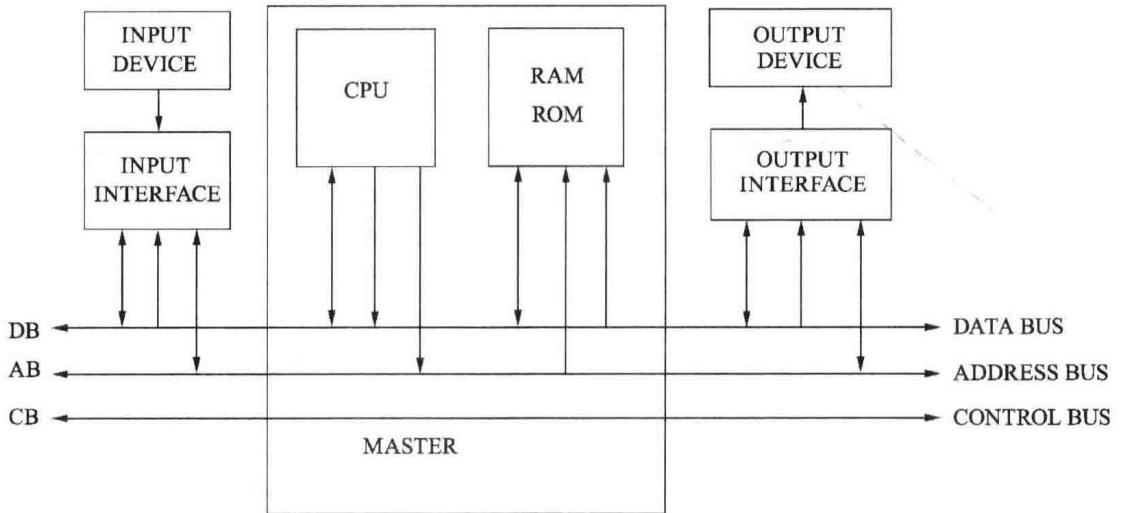 INPUT
DEVICE
INPUT
INTERFACE
CPU
RAM
ROM
OUTPUT
DEVICE
OUTPUT
INTERFACE
DB
DATA BUS
AB
ADDRESS BUS
CB
CONTROL BUS
MASTER